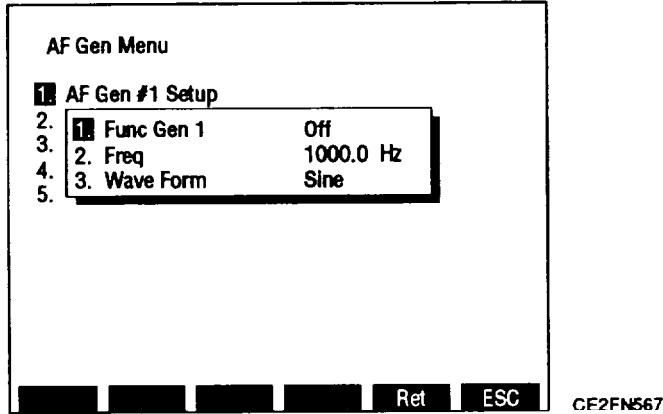 AF Gen Menu
1. AF Gen #1 Setup
2.
3.
4.
5.
1. Func Gen 1 Off
2. Freq 1000.0 Hz
3. Wave Form Sine
Ret ESC
CE2FN567